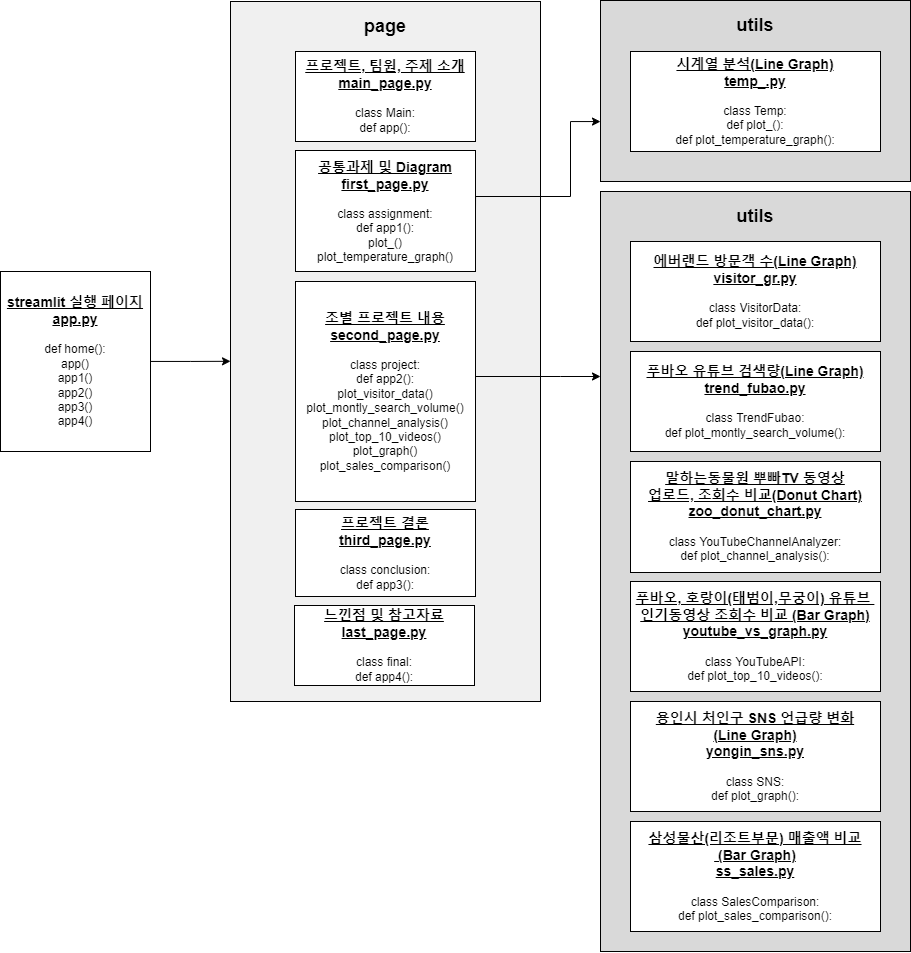 streamlit 실행 페이지
app.py
def home():
app()
app1()
app2()
app3()
app4()
page
프로젝트, 팀원, 주제 소개
main_page.py
class Main:
def app():
공통과제 및 Diagram
first_page.py
class assignment:
def app1():
plot_()
plot_temperature_graph()
조별 프로젝트 내용
second_page.py
class project:
def app2():
plot_visitor_data()
plot_montly_search_volume()
plot_channel_analysis()
plot_top_10_videos()
plot_graph()
plot_sales_comparison()
프로젝트 결론
third_page.py
class conclusion:
def app3():
느낀점 및 참고자료
last_page.py
class final:
def app4():
utils
시계열 분석(Line Graph)
temp_.py
class Temp:
def plot_():
def plot_temperature_graph():
utils
에버랜드 방문객 수(Line Graph)
visitor_gr.py
class VisitorData:
def plot_visitor_data():
푸바오 유튜브 검색량(Line Graph)
trend_fubao.py
class TrendFubao:
def plot_montly_search_volume():
말하는동물원 뿌빠TV 동영상
업로드, 조회수 비교(Donut Chart)
zoo_donut_chart.py
class YouTubeChannelAnalyzer:
def plot_channel_analysis():
푸바오, 호랑이(태범이,무궁이) 유튜브
인기동영상 조회수 비교 (Bar Graph)
youtube_vs_graph.py
class YouTubeAPI:
def plot_top_10_videos():
용인시 처인구 SNS 언급량 변화
(Line Graph)
yongin_sns.py
class SNS:
def plot_graph():
삼성물산(리조트부문) 매출액 비교
(Bar Graph)
ss_sales.py
class SalesComparison:
def plot_sales_comparison():